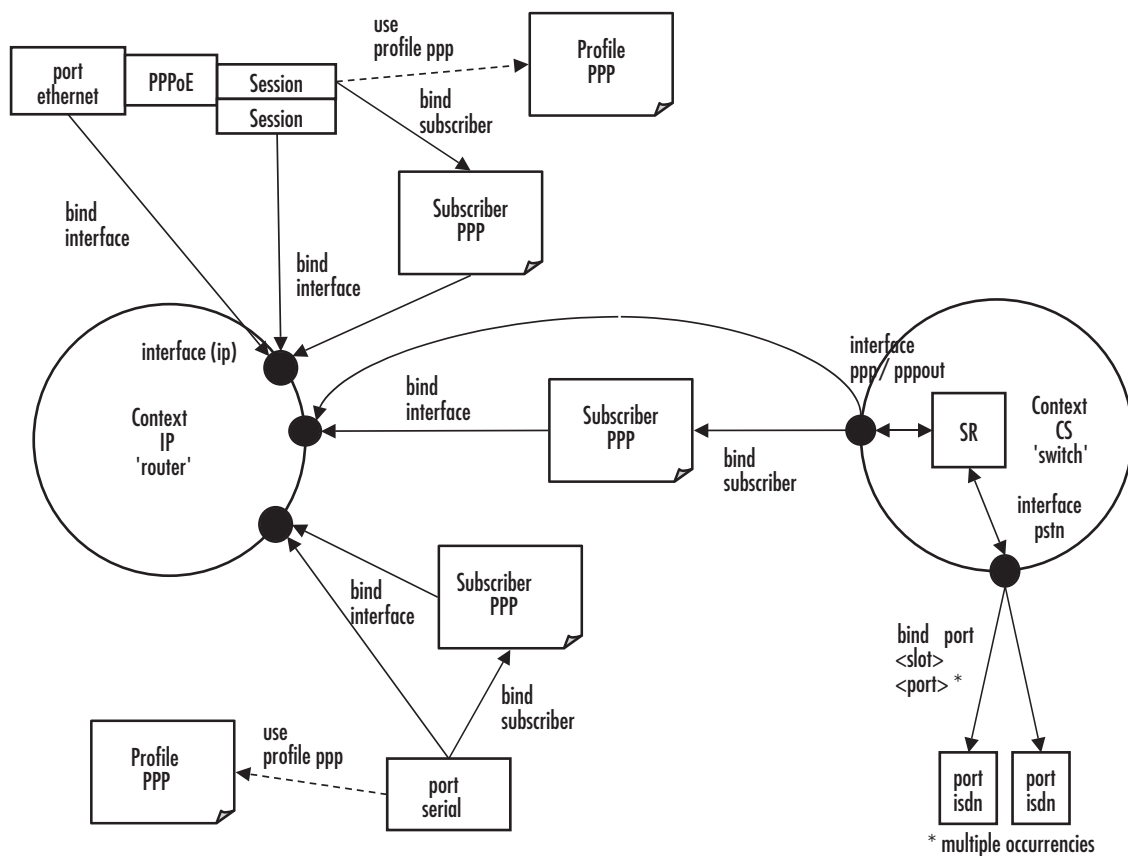 use
profile ppp
Profile
PPP
port
ethernet
PPPoE
Session
Session
bind
subscriber
Subscriber
PPP
bind
interface
bind
interface
interface (ip)
Context
IP
'router'
bind
interface
Subscriber
PPP
bind
subscriber
interface
ppp/ pppout
SR
Context
CS
'switch'
interface
pstn
bind
interface
Subscriber
PPP
bind
subscriber
bind port
<slot>
<port> *
use
profile ppp
Profile
PPP
port
serial
port
isdn
port
isdn
* multiple occurrencies